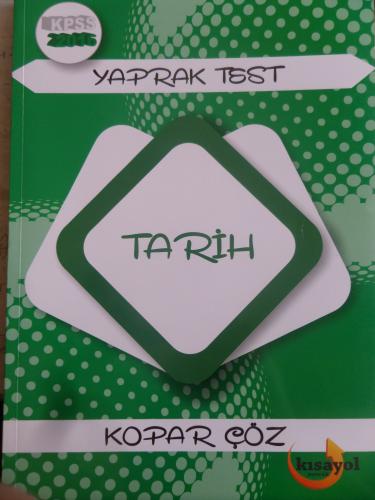 KPSS
YAPRAK TEST
TARİH
KOPAR ÇÖZ
kısayol